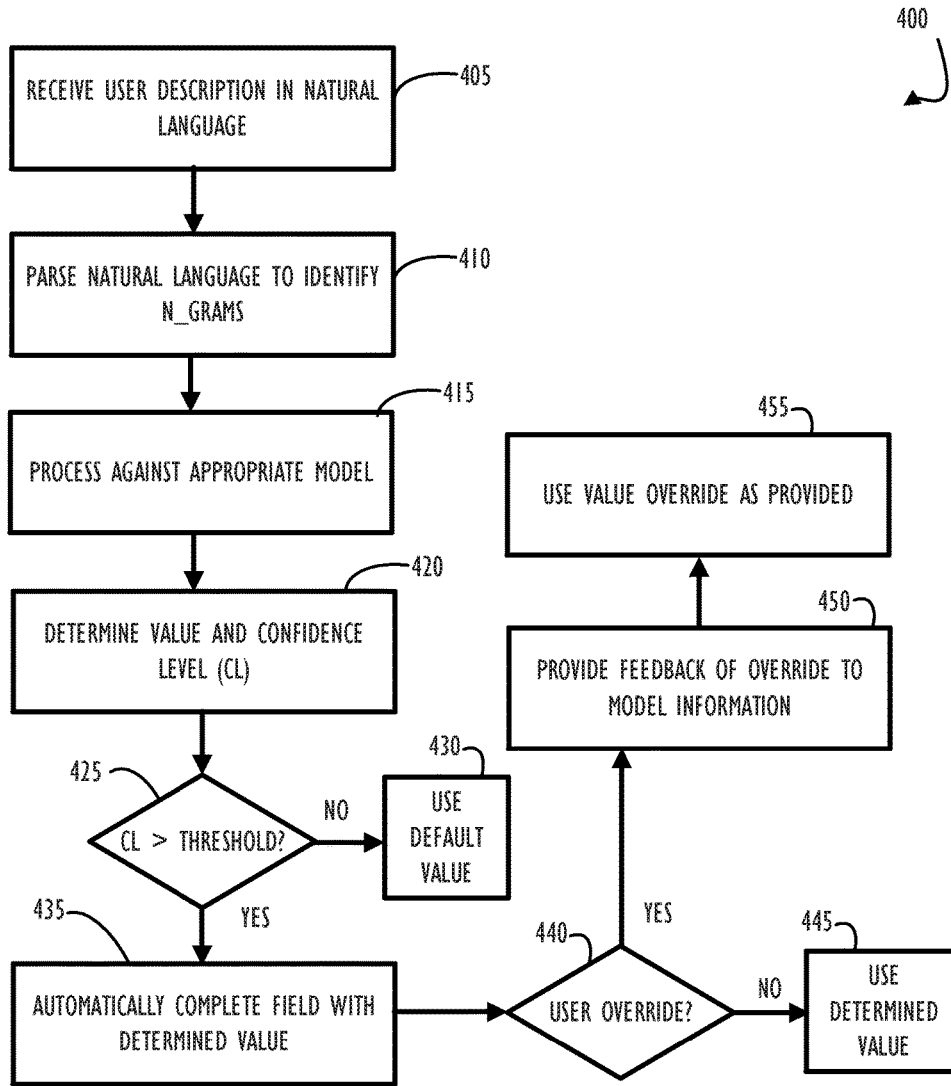 400
405
RECEIVE USER DESCRIPTION IN NATURAL
LANGUAGE
410
PARSE NATURAL LANGUAGE TO IDENTIFY
N_GRAMS
415
PROCESS AGAINST APPROPRIATE MODEL
420
DETERMINE VALUE AND CONFIDENCE
LEVEL (CL)
425
CL > THRESHOLD?
NO
430
USE
DEFAULT
VALUE
YES
435
AUTOMATICALLY COMPLETE FIELD WITH
DETERMINED VALUE
440
USER OVERRIDE?
NO
445
USE
DETERMINED
VALUE
YES
450
PROVIDE FEEDBACK OF OVERRIDE TO
MODEL INFORMATION
455
USE VALUE OVERRIDE AS PROVIDED